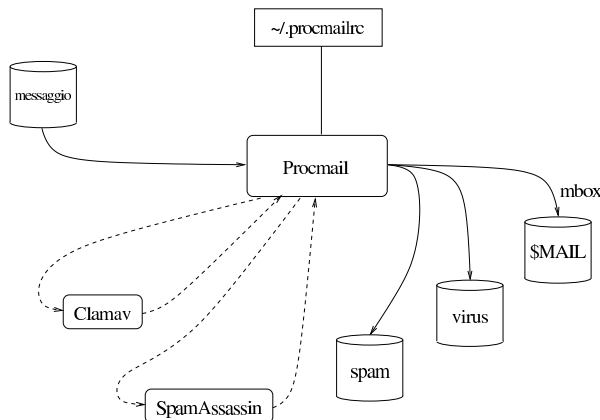 ~/.procmailrc
messaggio
Procmail
mbox
$MAIL
Clamav
virus
spam
SpamAssassin